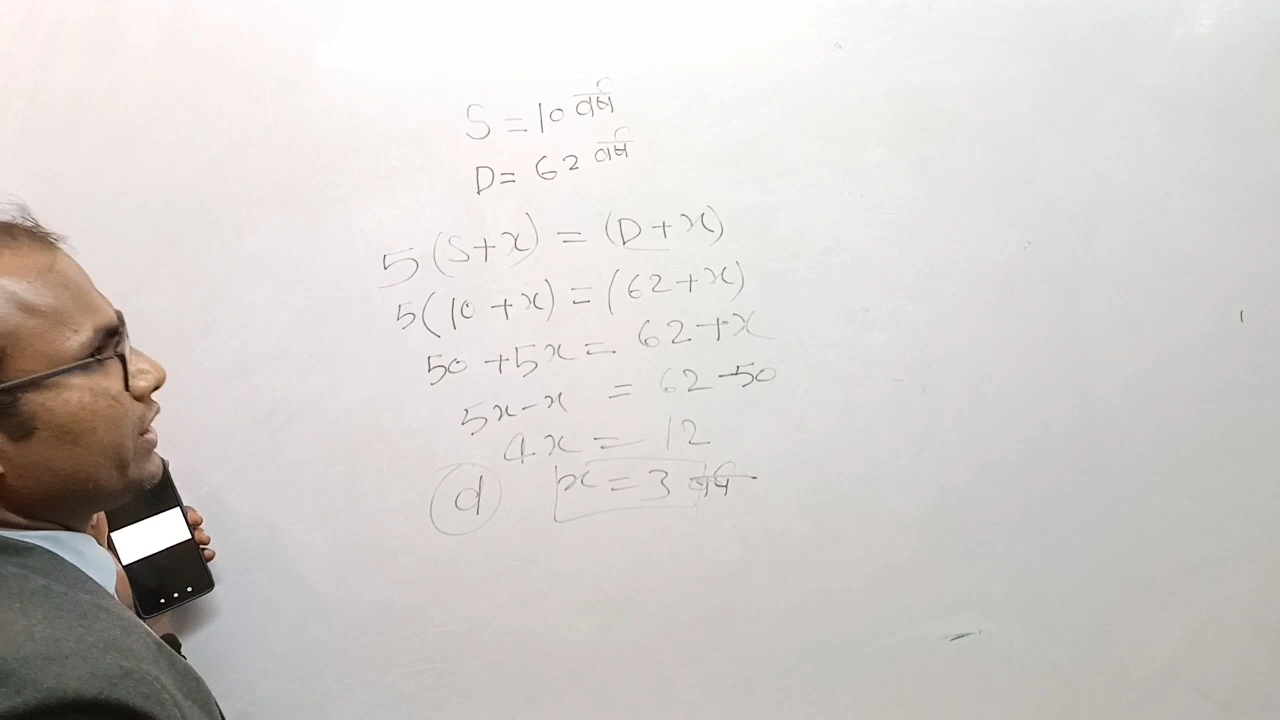 S = 10 वर्ष
D = 62 वर्ष
5(S+x) = (D+x)
5(10+x) = (62+x)
50+5x = 62+x
5x-x = 62-50
4x = 12
d x = 3 वर्ष